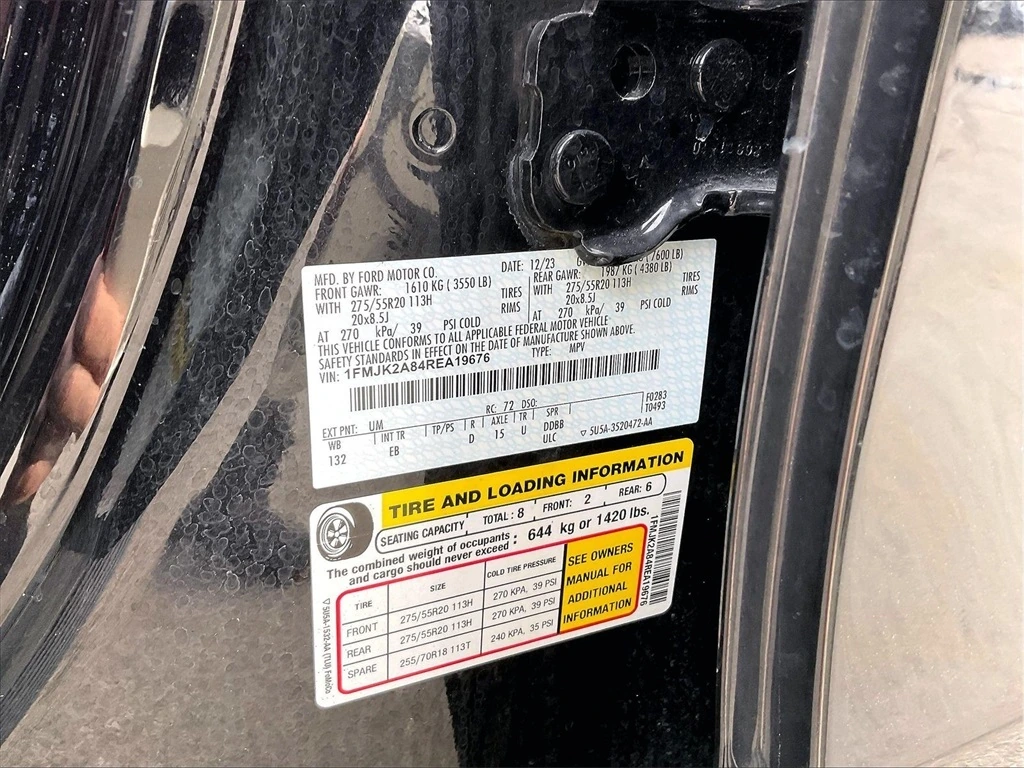 MFD. BY FORD MOTOR CO.
DATE: 12/23
7600 LB)
FRONT GAWR: 1610 KG ( 3550 LB)
REAR GAWR: 1987 KG ( 4380 LB)
WITH 275/55R20 113H TIRES
WITH 275/55R20 113H TIRES
20x8.5J RIMS
20x8.5J RIMS
AT 270 kPa/ 39 PSI COLD
AT 270 kPa/ 39 PSI COLD
THIS VEHICLE CONFORMS TO ALL APPLICABLE FEDERAL MOTOR VEHICLE
SAFETY STANDARDS IN EFFECT ON THE DATE OF MANUFACTURE SHOWN ABOVE.
VIN: 1FMJK2A84REA19676
TYPE: MPV
F0283
T0493
EXT PNT: UM RC: 72 DSO:
WB INT TR TP/PS R AXLE TR SPR
132 EB D 15 U DDBB
ULC ▽ 5U5A-3520472-AA
TIRE AND LOADING INFORMATION
SEATING CAPACITY TOTAL : 8 FRONT: 2 REAR: 6
The combined weight of occupants and cargo should never exceed : 644 kg or 1420 lbs.
TIRE SIZE COLD TIRE PRESSURE
FRONT 275/55R20 113H 270 KPA, 39 PSI
REAR 275/55R20 113H 270 KPA, 39 PSI
SPARE 255/70R18 113T 240 KPA, 35 PSI
SEE OWNERS
MANUAL FOR
ADDITIONAL
INFORMATION
1FMJK2A84REA19676
▽ 5U5A-1532-AA (TLU) FoMoCo